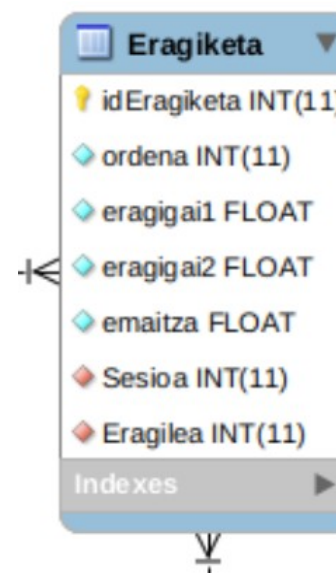 Eragiketa
idEragiketa INT(11)
ordena INT(11)
eragigai1 FLOAT
eragigai2 FLOAT
emaitza FLOAT
Sesioa INT(11)
Eragilea INT(11)
Indexes